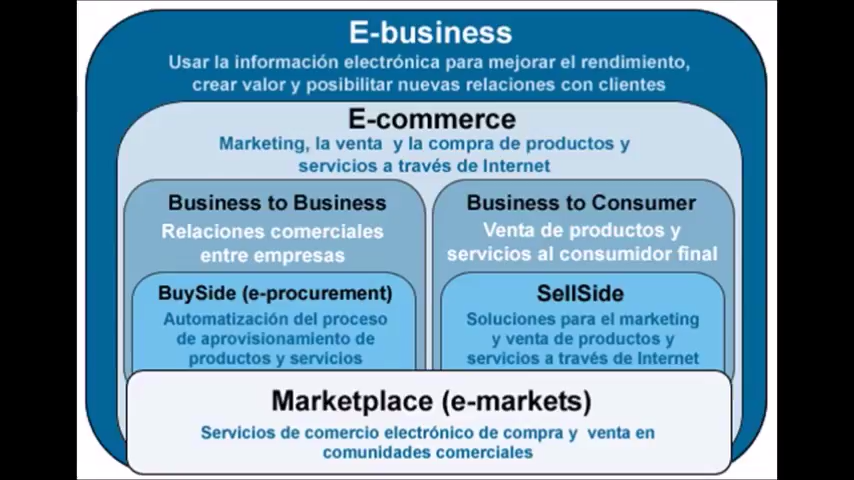 E-business
Usar la información electrónica para mejorar el rendimiento,
crear valor y posibilitar nuevas relaciones con clientes
E-commerce
Marketing, la venta y la compra de productos y
servicios a través de Internet
Business to Business
Relaciones comerciales
entre empresas
BuySide (e-procurement)
Automatización del proceso
de aprovisionamiento de
productos y servicios
Business to Consumer
Venta de productos y
servicios al consumidor final
SellSide
Soluciones para el marketing
y venta de productos y
servicios a través de Internet
Marketplace (e-markets)
Servicios de comercio electrónico de compra y venta en
comunidades comerciales